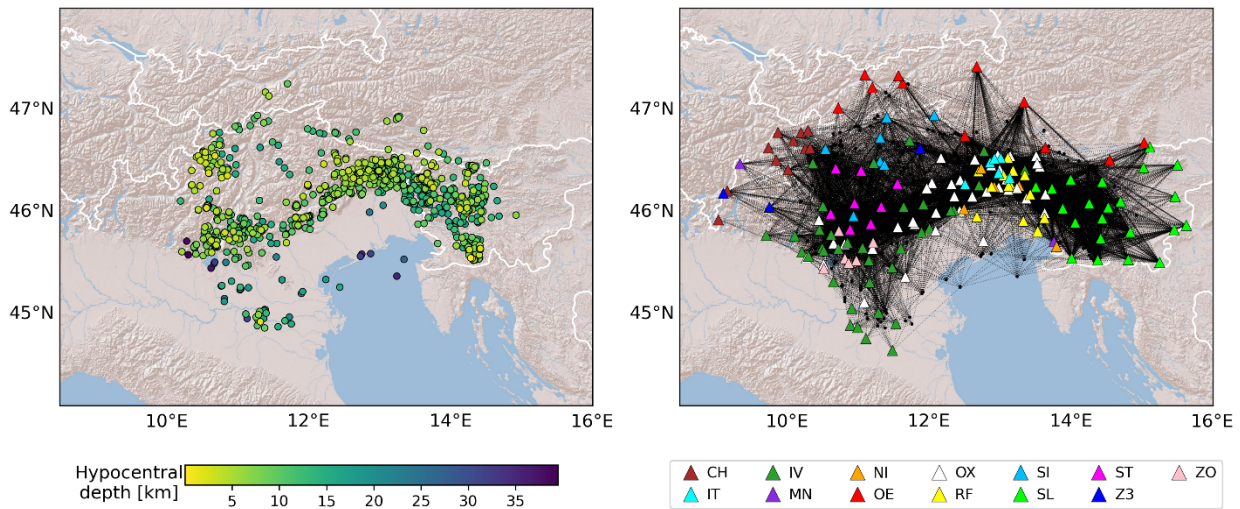 47°N
46°N
45°N
10°E 12°E 14°E 16°E
Hypocentral
depth [km]
5 10 15 20 25 30 35
47°N
46°N
45°N
10°E 12°E 14°E 16°E
CH IV NI OX SI ST ZO
IT MN OE RF SL Z3